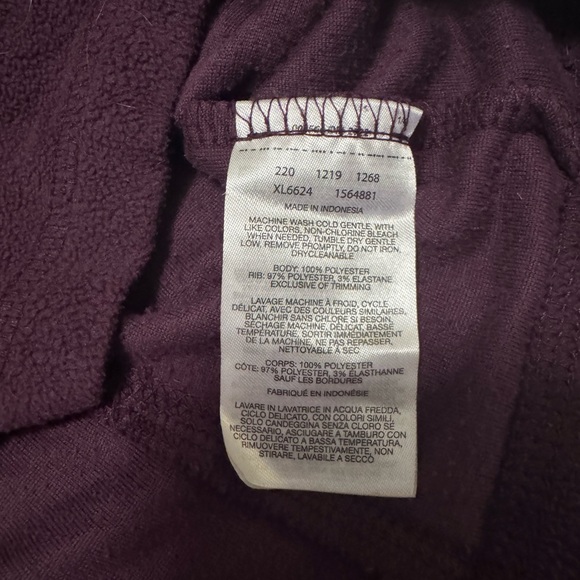 220 1219 1268
XL6624 1564881
MADE IN INDONESIA
MACHINE WASH COLD GENTLE, WITH
LIKE COLORS, NON-CHLORINE BLEACH
WHEN NEEDED, TUMBLE DRY GENTLE
LOW, REMOVE PROMPTLY, DO NOT IRON,
DRYCLEANABLE
BODY: 100% POLYESTER
RIB: 97% POLYESTER, 3% ELASTANE
EXCLUSIVE OF TRIMMING
LAVAGE MACHINE À FROID, CYCLE
DÉLICAT, AVEC DES COULEURS SIMILAIRES,
BLANCHIR SANS CHLORE SI BESOIN,
SÉCHAGE MACHINE, DÉLICAT, BASSE
TEMPÉRATURE, SORTIR IMMÉDIATEMENT
DE LA MACHINE, NE PAS REPASSER,
NETTOYABLE À SEC
CORPS: 100% POLYESTER
CÔTE: 97% POLYESTER, 3% ÉLASTHANNE
SAUF LES BORDURES
FABRIQUÉ EN INDONÉSIE
LAVARE IN LAVATRICE IN ACQUA FREDDA,
CICLO DELICATO, CON COLORI SIMILI,
SOLO CANDEGGINA SENZA CLORO SE
NECESSARIO, ASCIUGARE A TAMBURO CON
CICLO DELICATO A BASSA TEMPERATURA,
RIMUOVERE TEMPESTIVAMENTE, NON
STIRARE, LAVABILE A SECCO